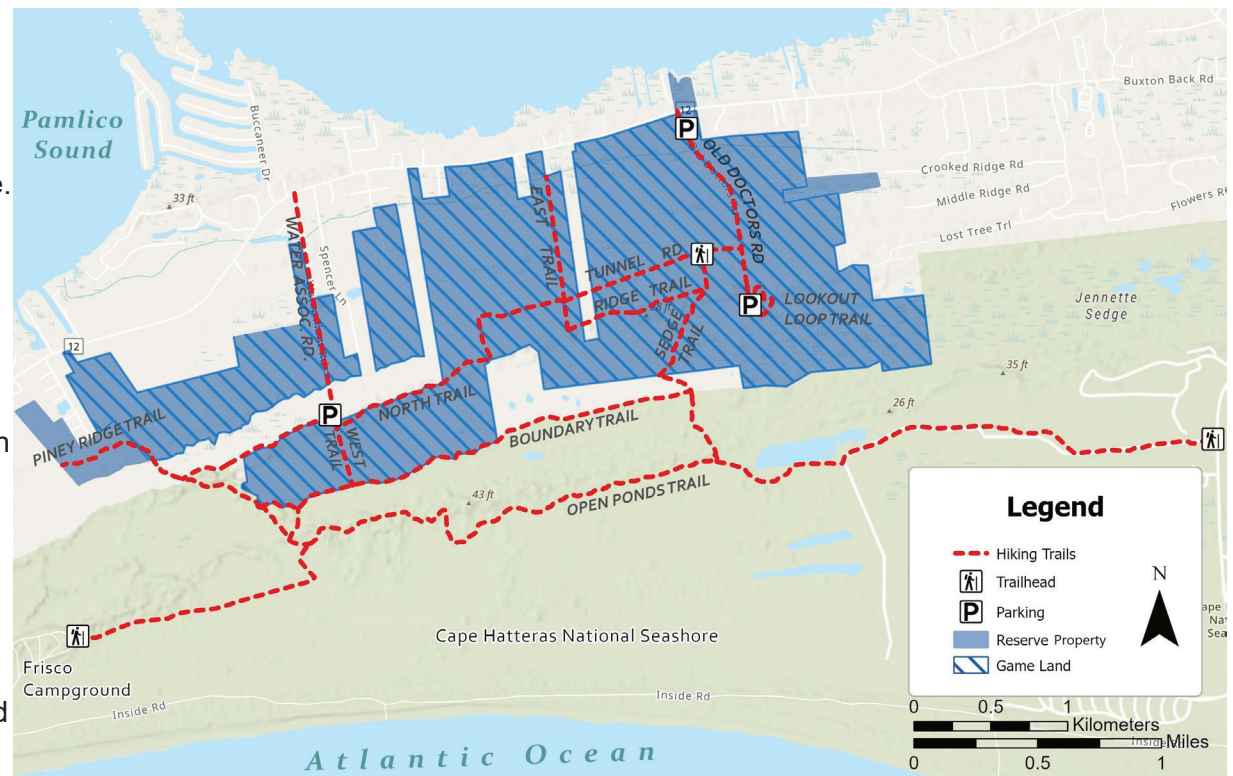 Pamlico
Sound
Buccaneer Dr
33 ft
12
P
Buxton Back Rd
Crooked Ridge Rd
Middle Ridge Rd
Flowers R
Lost Tree Trl
OLD DOCTORS RD
EAST TRAIL
WATER ASSOC. RD.
Spencer Ln
TUNNEL RD
RIDGE TRAIL
SEDGE
TRAIL
P
LOOKOUT
LOOP TRAIL
Jennette
Sedge
12
35 ft
26 ft
P
NORTH TRAIL
WEST
TRAIL
PINEY RIDGE TRAIL
BOUNDARY TRAIL
43 ft
OPEN PONDS TRAIL
Cape Hatteras National Seashore
Frisco
Campground
Inside Rd
Inside Rd
Atlantic Ocean
Legend
Hiking Trails
Trailhead
P Parking
Reserve Property
Game Land
N
ape
Nat
Sea
0 0.5 1
Kilometers
Miles
0 0.5 1
e.
n
d